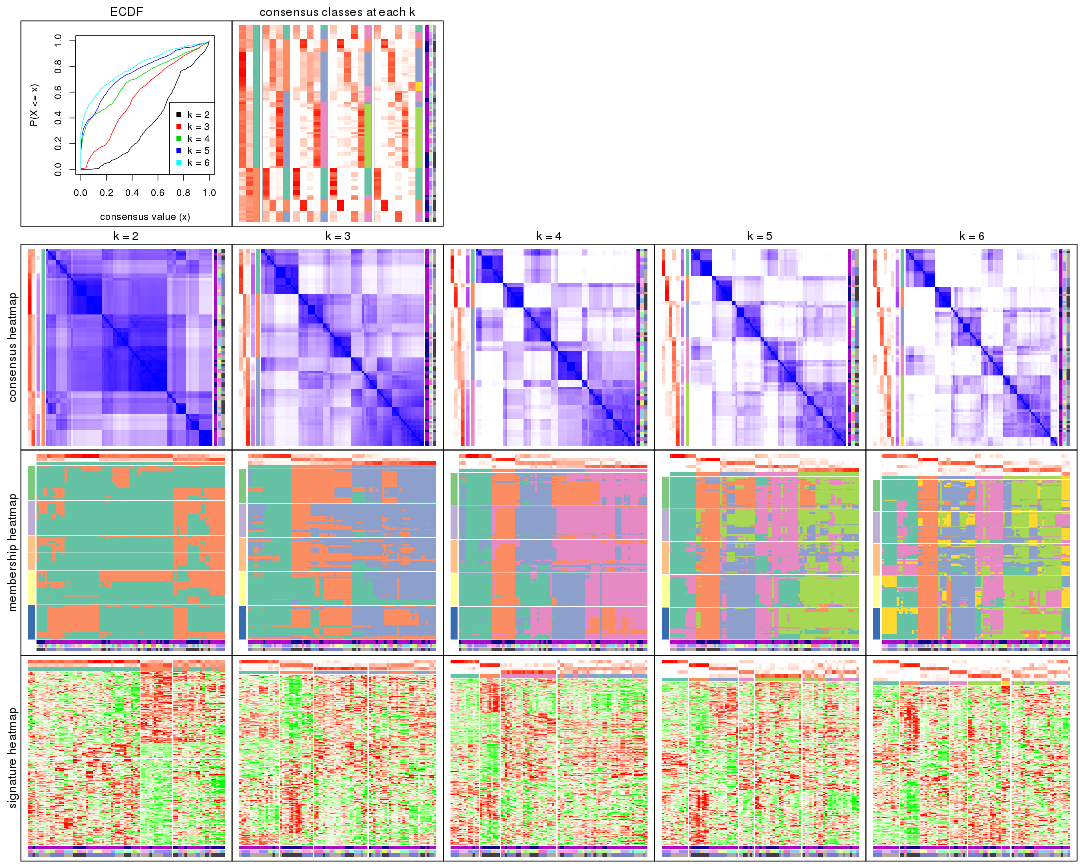 ECDF
consensus classes at each k
P(X <= x)
0.0 0.2 0.4 0.6 0.8 1.0
k = 2
k = 3
k = 4
k = 5
k = 6
0.0 0.2 0.4 0.6 0.8 1.0
consensus value (x)
k = 2 k = 3 k = 4 k = 5 k = 6
consensus heatmap
membership heatmap
signature heatmap